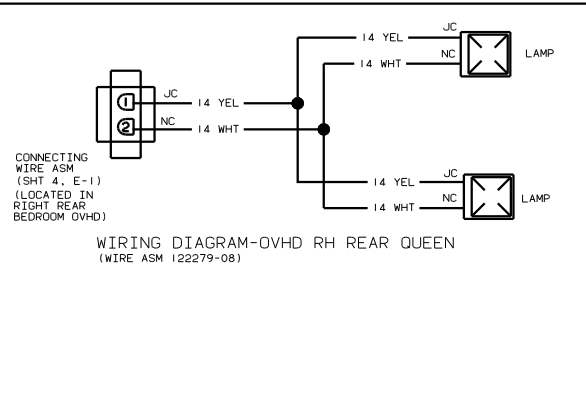 14 YEL JC
14 WHT NC
LAMP
1 JC 14 YEL
2 NC 14 WHT
CONNECTING
WIRE ASM
(SHT 4, E-1)
(LOCATED IN
RIGHT REAR
BEDROOM OVHD)
14 YEL JC
14 WHT NC
LAMP
WIRING DIAGRAM-OVHD RH REAR QUEEN
(WIRE ASM 122279-08)